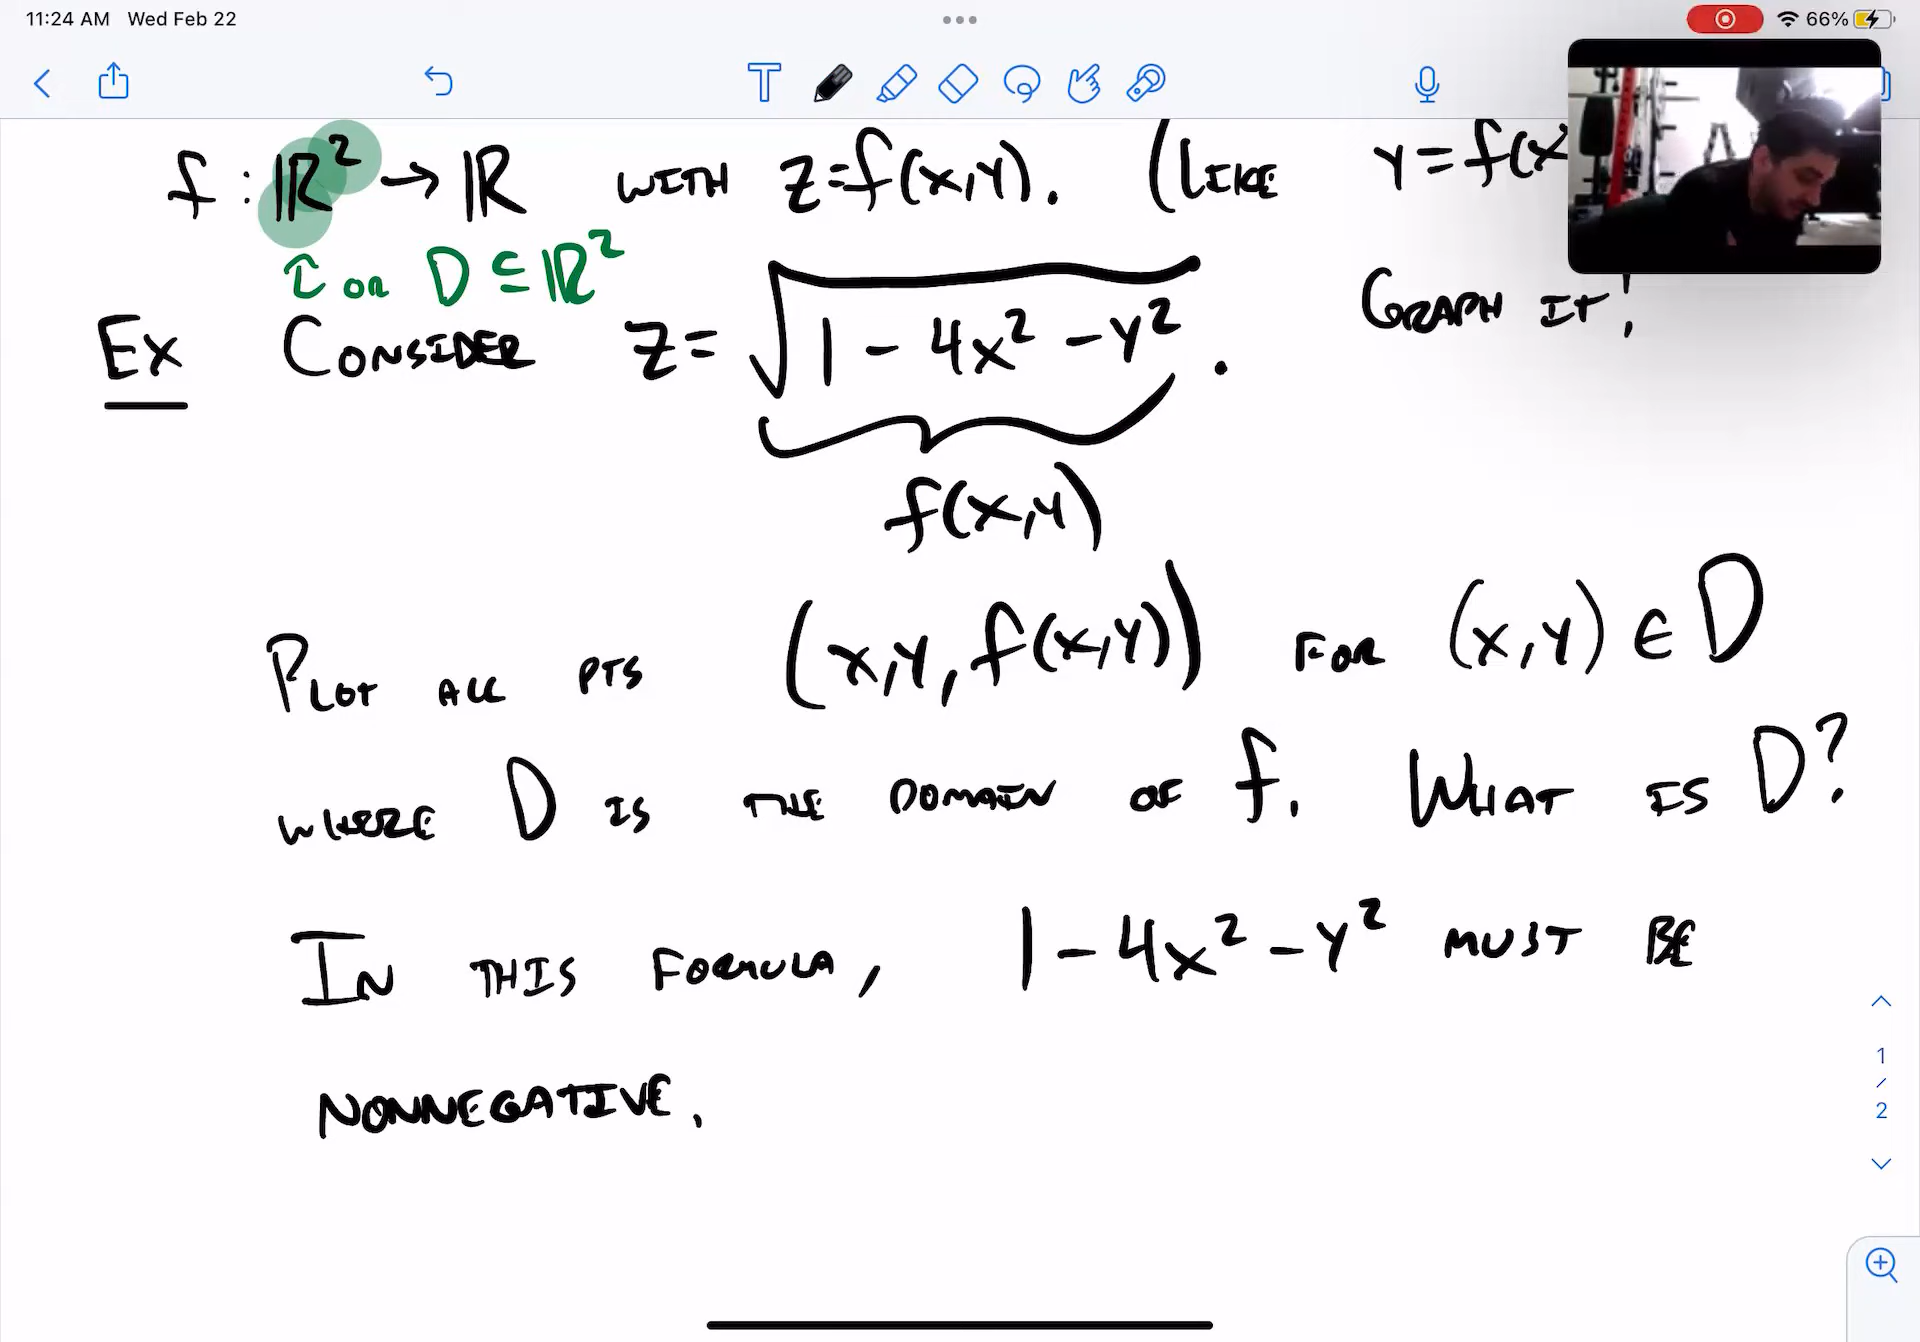 11:24 AM Wed Feb 22 66%
f : ℝ² → ℝ WITH z=f(x,y). (LIKE y=f(x
↑ OR D ⊆ ℝ²
EX CONSIDER z = √(1 - 4x² - y²) . GRAPH IT!
f(x,y)
PLOT ALL PTS (x,y,f(x,y)) FOR (x,y) ∈ D
WHERE D IS THE DOMAIN OF f. WHAT IS D?
IN THIS FORMULA, 1 - 4x² - y² MUST BE
NONNEGATIVE.
1
/
2